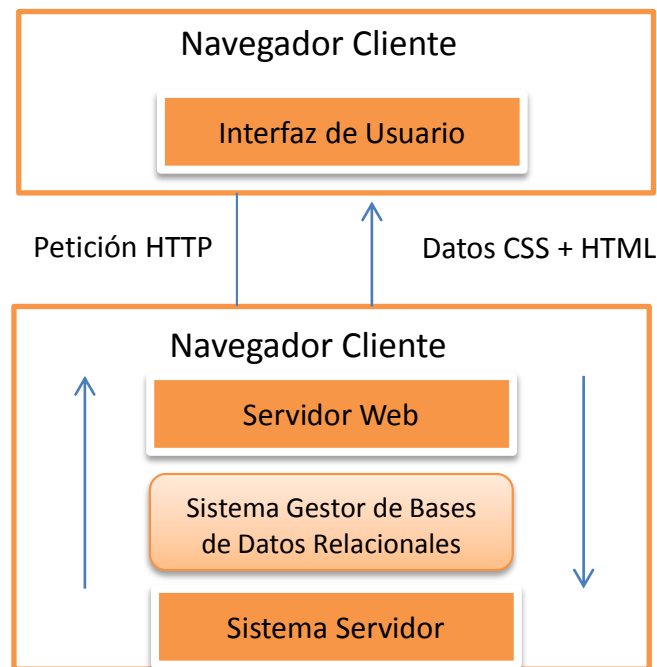 Navegador Cliente
Interfaz de Usuario
Petición HTTP
Datos CSS + HTML
Navegador Cliente
Servidor Web
Sistema Gestor de Bases
de Datos Relacionales
Sistema Servidor